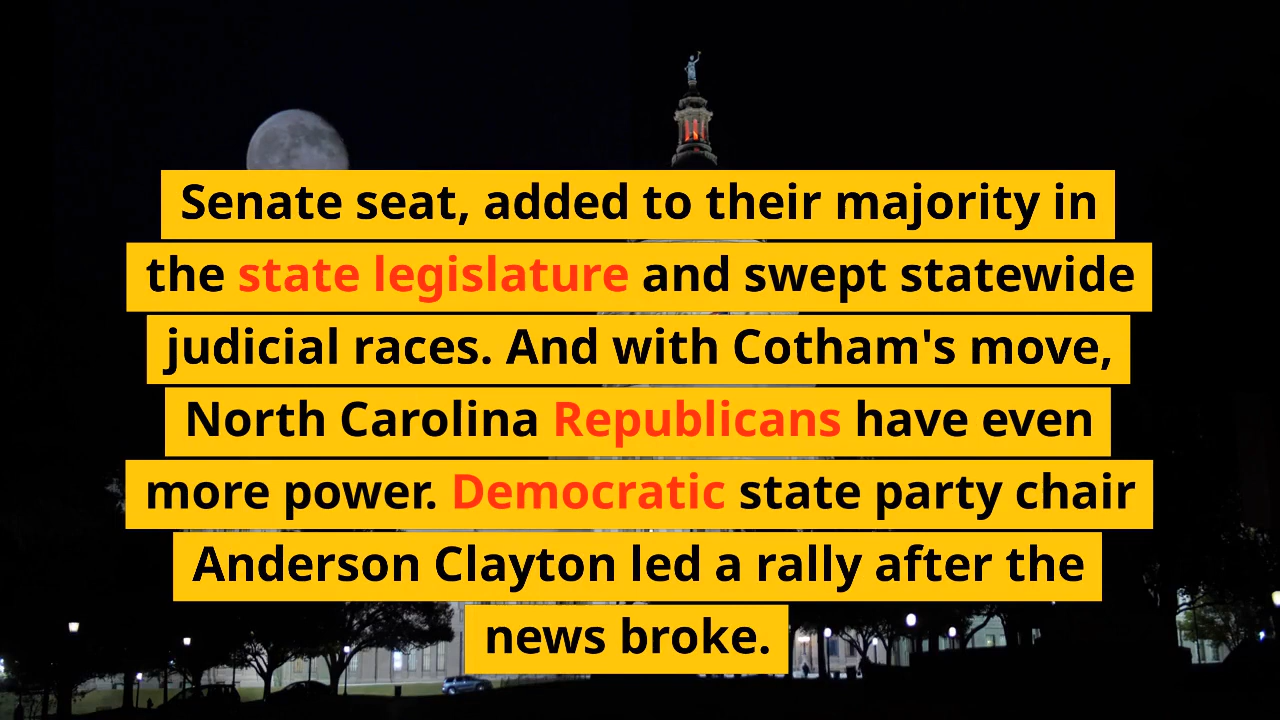 Senate seat, added to their majority in
the state legislature and swept statewide
judicial races. And with Cotham's move,
North Carolina Republicans have even
more power. Democratic state party chair
Anderson Clayton led a rally after the
news broke.